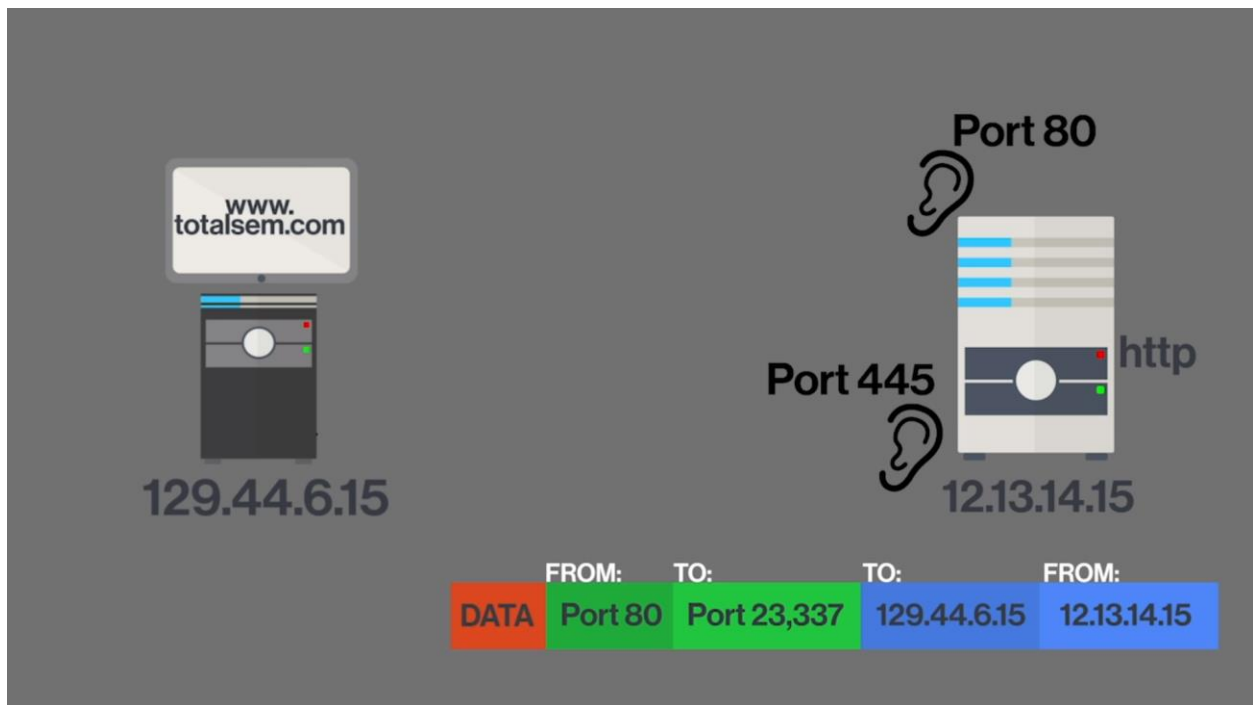 Port 80
www.
totalsem.com
http
Port 445
129.44.6.15
12.13.14.15
FROM: TO: TO: FROM:
DATA Port 80 Port 23,337 129.44.6.15 12.13.14.15